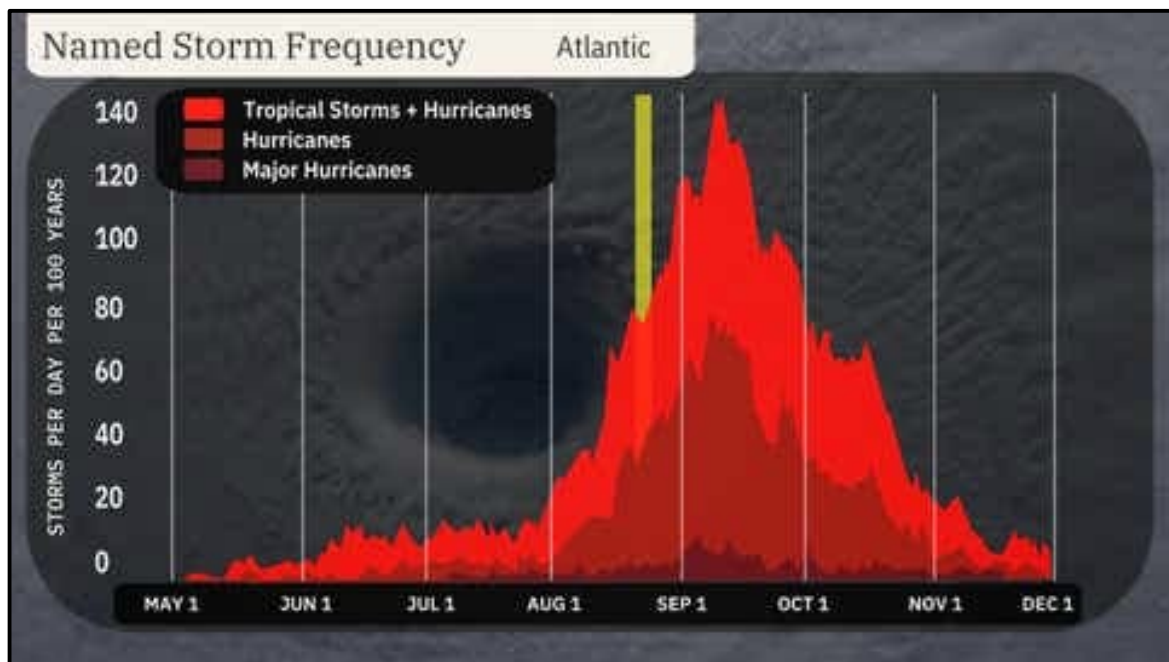 Named Storm Frequency Atlantic
Tropical Storms + Hurricanes
Hurricanes
Major Hurricanes
STORMS PER DAY PER 100 YEARS
140
120
100
80
60
40
20
0
MAY 1 JUN 1 JUL 1 AUG 1 SEP 1 OCT 1 NOV 1 DEC 1